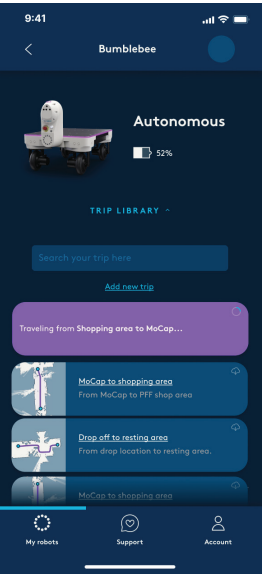 9:41
Bumblebee
Autonomous
52%
TRIP LIBRARY
Search your trip here
Add new trip
Traveling from Shopping area to MoCap...
MoCap to shopping area
From MoCap to PFF shop area
Drop off to resting area
From drop location to resting area.
MoCap to shopping area
My robots
Support
Account